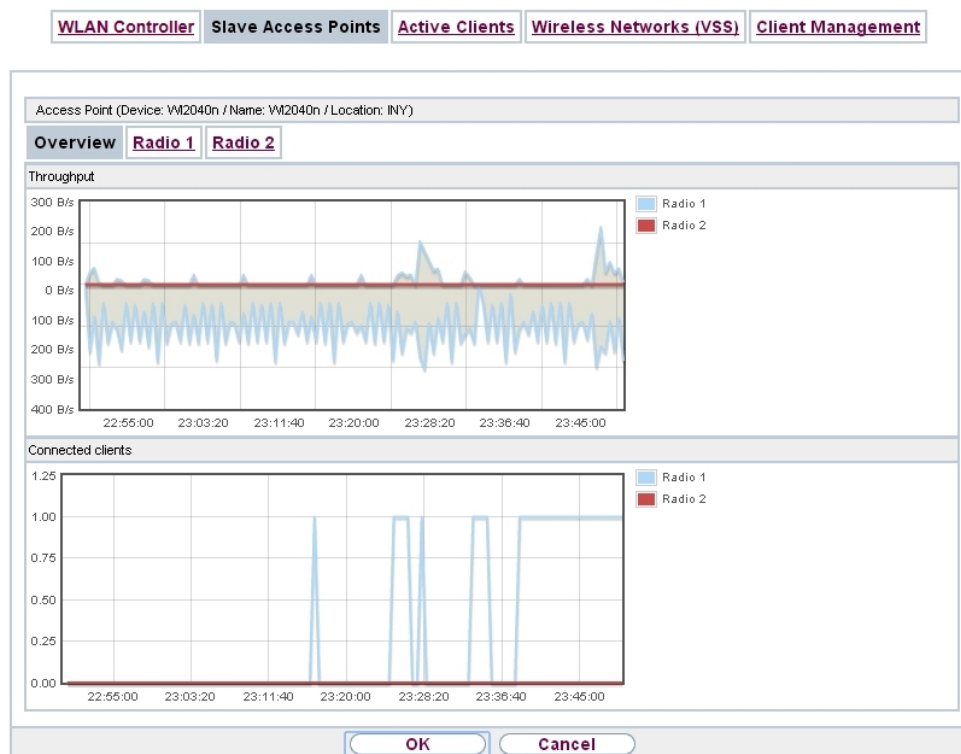 WLAN Controller Slave Access Points Active Clients Wireless Networks (VSS) Client Management
Access Point (Device: WI2040n / Name: WI2040n / Location: INY)
Overview Radio 1 Radio 2
Throughput
300 B/s
200 B/s
100 B/s
0 B/s
100 B/s
200 B/s
300 B/s
400 B/s
22:55:00 23:03:20 23:11:40 23:20:00 23:28:20 23:36:40 23:45:00
Radio 1
Radio 2
Connected clients
1.25
1.00
0.75
0.50
0.25
0.00
22:55:00 23:03:20 23:11:40 23:20:00 23:28:20 23:36:40 23:45:00
Radio 1
Radio 2
OK Cancel